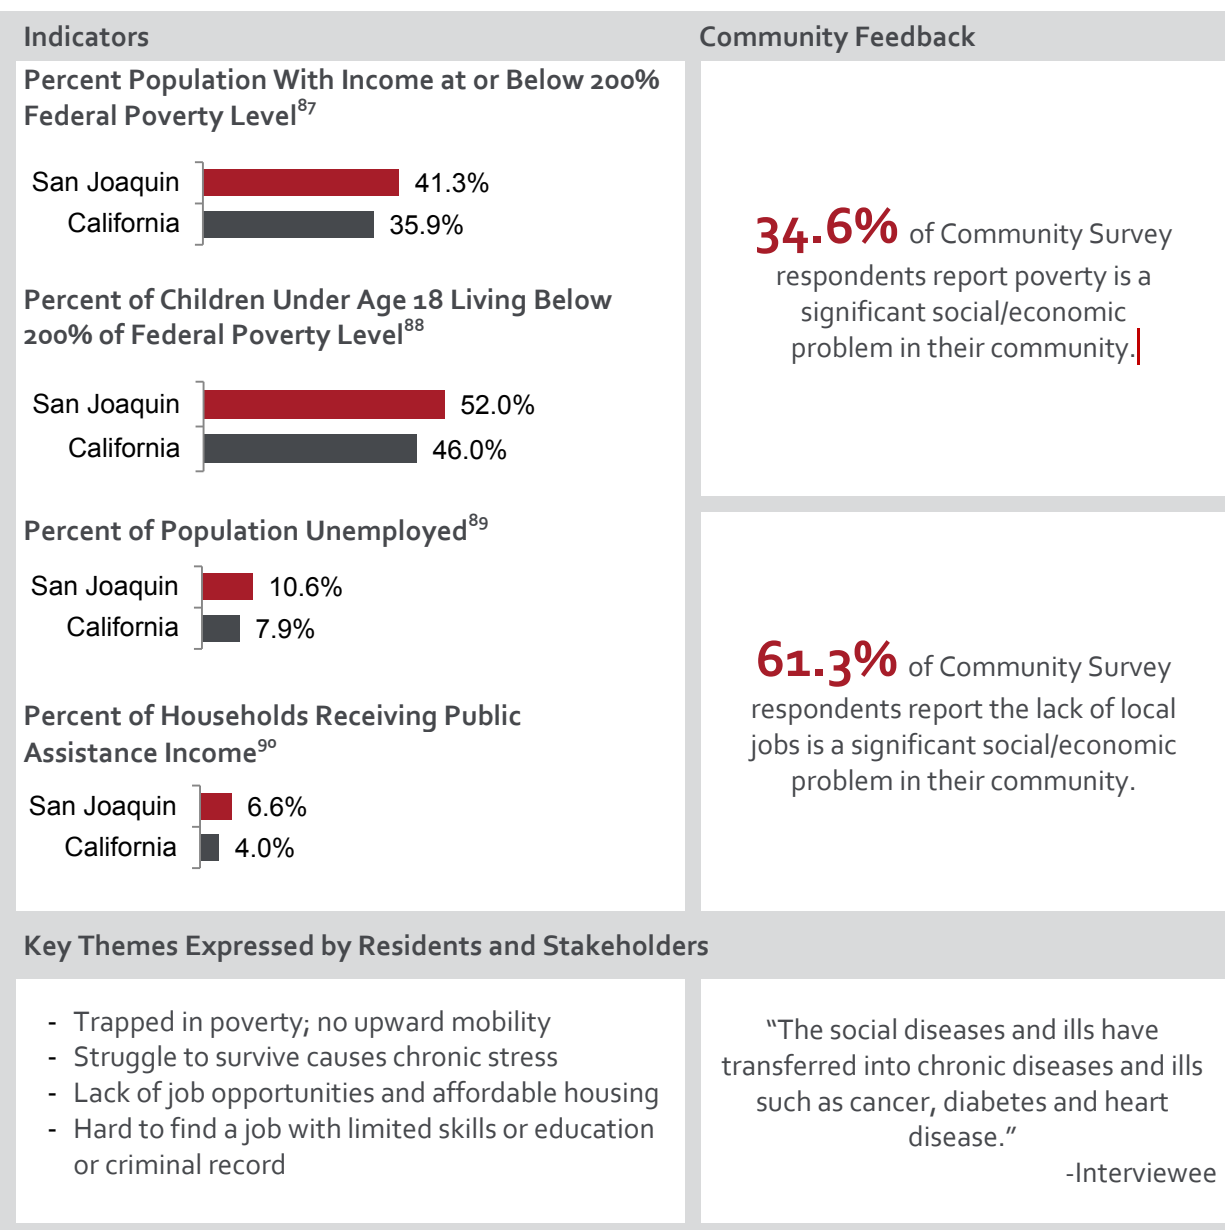 Indicators
Community Feedback
Percent Population With Income at or Below 200%
Federal Poverty Level87
San Joaquin 41.3%
California 35.9%
Percent of Children Under Age 18 Living Below
200% of Federal Poverty Level88
San Joaquin 52.0%
California 46.0%
Percent of Population Unemployed89
San Joaquin 10.6%
California 7.9%
Percent of Households Receiving Public
Assistance Income90
San Joaquin 6.6%
California 4.0%
34.6% of Community Survey
respondents report poverty is a
significant social/economic
problem in their community.
61.3% of Community Survey
respondents report the lack of local
jobs is a significant social/economic
problem in their community.
Key Themes Expressed by Residents and Stakeholders
- Trapped in poverty; no upward mobility
- Struggle to survive causes chronic stress
- Lack of job opportunities and affordable housing
- Hard to find a job with limited skills or education
or criminal record
“The social diseases and ills have
transferred into chronic diseases and ills
such as cancer, diabetes and heart
disease.”
-Interviewee